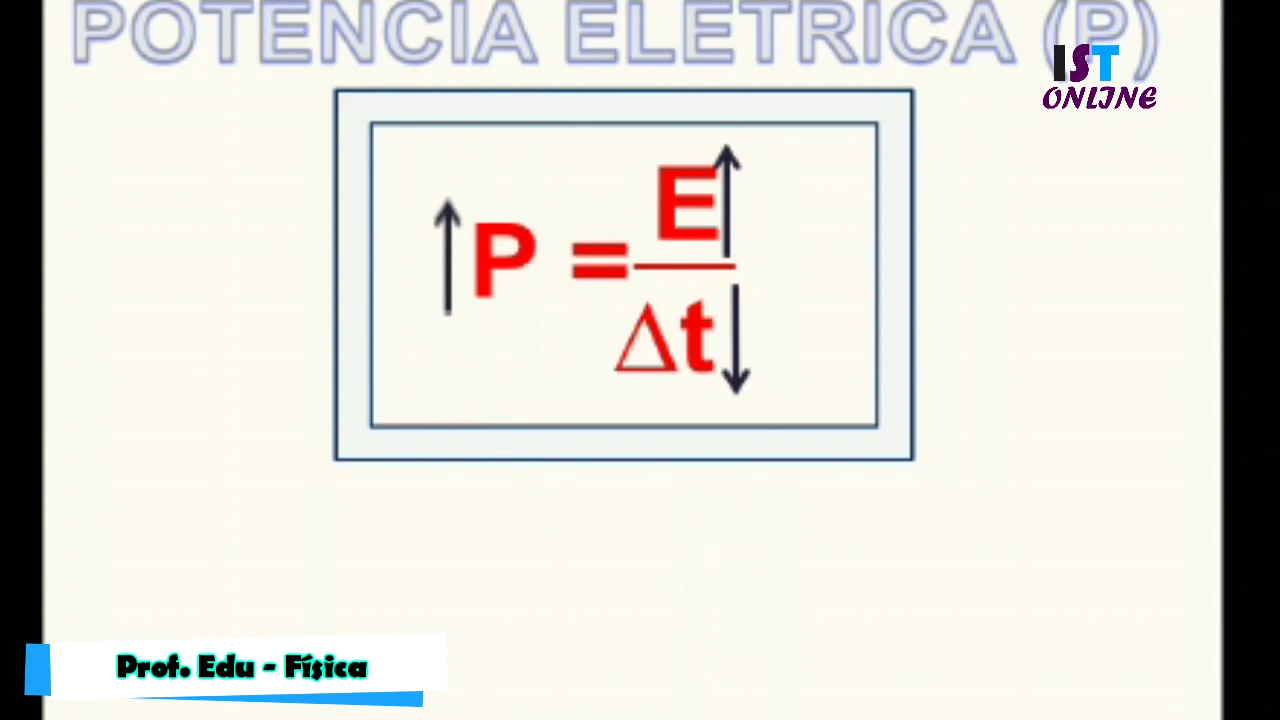 POTENCIA ELETRICA (P)
IST
ONLINE
↑P = E↑
Δt↓
Prof. Edu - Física